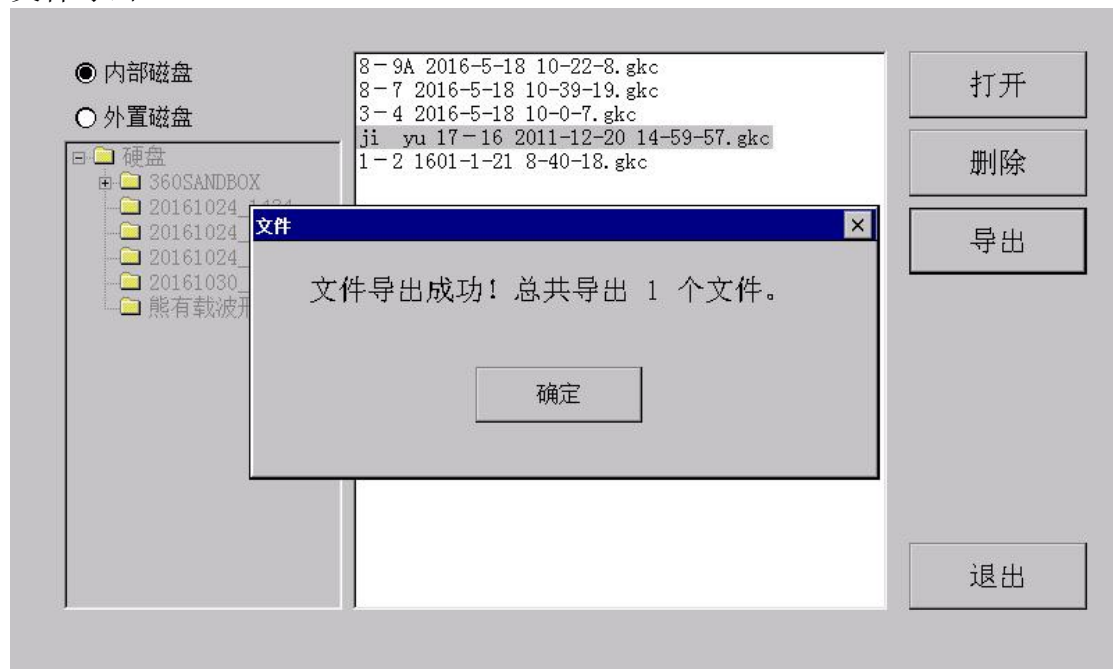 内部磁盘
外置磁盘
硬盘
360SANDBOX
20161024_
20161024_
20161024_
20161030_
熊有载波
8－9A 2016-5-18 10-22-8.gkc
8－7 2016-5-18 10-39-19.gkc
3－4 2016-5-18 10-0-7.gkc
ji  yu 17－16 2011-12-20 14-59-57.gkc
1－2 1601-1-21 8-40-18.gkc
文件
文件导出成功！总共导出 1 个文件。
确定
打开
删除
导出
退出